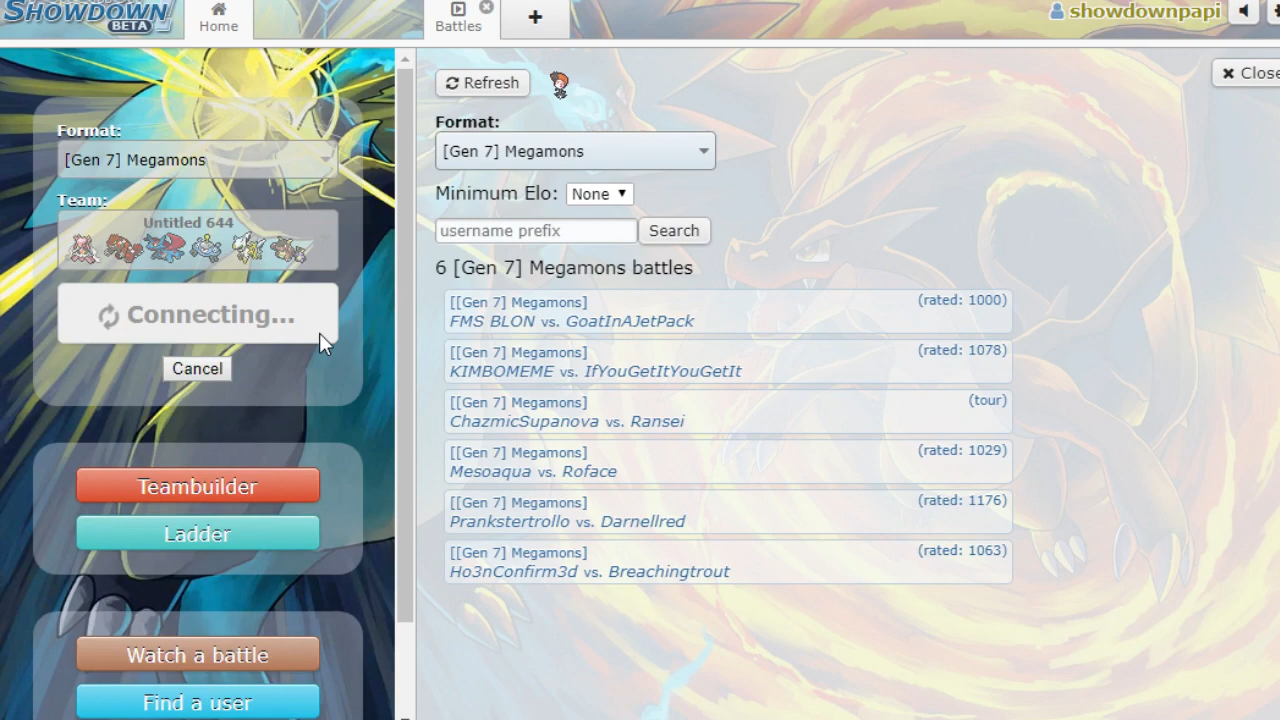 SHOWDOWN
BETA
Home
Battles
+
showdownpapi
Format:
[Gen 7] Megamons
Team:
Untitled 644
Connecting...
Cancel
Teambuilder
Ladder
Watch a battle
Find a user
Refresh
Close
Format:
[Gen 7] Megamons
Minimum Elo: None
username prefix Search
6 [Gen 7] Megamons battles
[[Gen 7] Megamons] (rated: 1000)
FMS BLON vs. GoatInAJetPack
[[Gen 7] Megamons] (rated: 1078)
KIMBOMEME vs. IfYouGetItYouGetIt
[[Gen 7] Megamons] (tour)
ChazmicSupanova vs. Ransei
[[Gen 7] Megamons] (rated: 1029)
Mesoaqua vs. Roface
[[Gen 7] Megamons] (rated: 1176)
Prankstertrollo vs. Darnellred
[[Gen 7] Megamons] (rated: 1063)
Ho3nConfirm3d vs. Breachingtrout